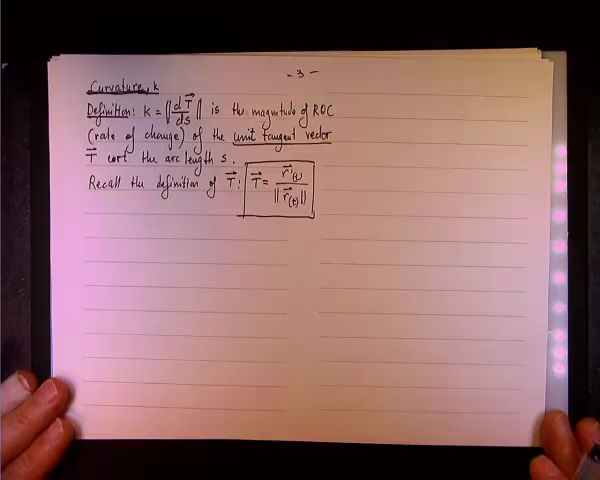 - 3 -
Curvature, k
Definition: K = ||dT⃗/ds|| is the magnitude of ROC
(rate of change) of the unit tangent vector
T⃗ wrt the arc length s.
Recall the definition of T⃗: T⃗ = r⃗'(t) / ||r⃗(t)||